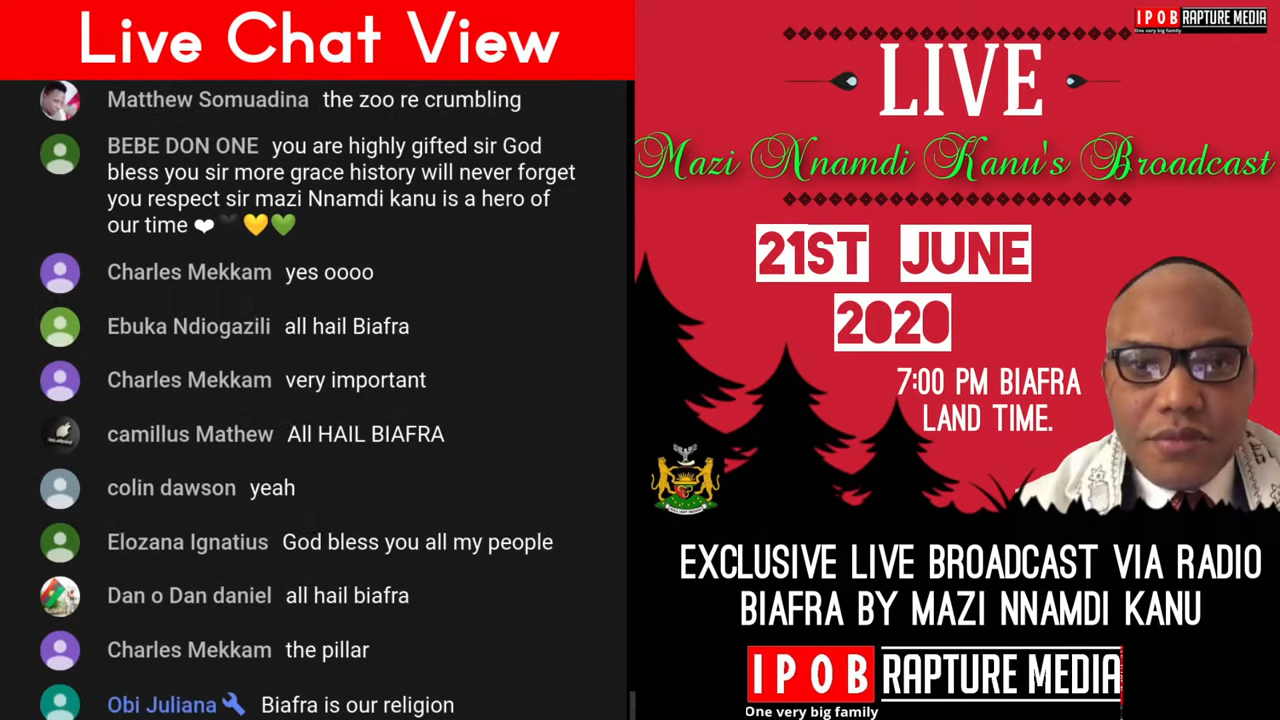 Live Chat View
Matthew Somuadina the zoo re crumbling
BEBE DON ONE you are highly gifted sir God
bless you sir more grace history will never forget
you respect sir mazi Nnamdi kanu is a hero of
our time ❤🖤💛💚
Charles Mekkam yes oooo
Ebuka Ndiogazili all hail Biafra
Charles Mekkam very important
camillus Mathew All HAIL BIAFRA
colin dawson yeah
Elozana Ignatius God bless you all my people
Dan o Dan daniel all hail biafra
Charles Mekkam the pillar
Obi Juliana Biafra is our religion
IPOB RAPTURE MEDIA
One very big family
LIVE
Mazi Nnamdi Kanu's Broadcast
21ST JUNE
2020
7:00 PM BIAFRA
LAND TIME.
EXCLUSIVE LIVE BROADCAST VIA RADIO
BIAFRA BY MAZI NNAMDI KANU
IPOB RAPTURE MEDIA
One very big family